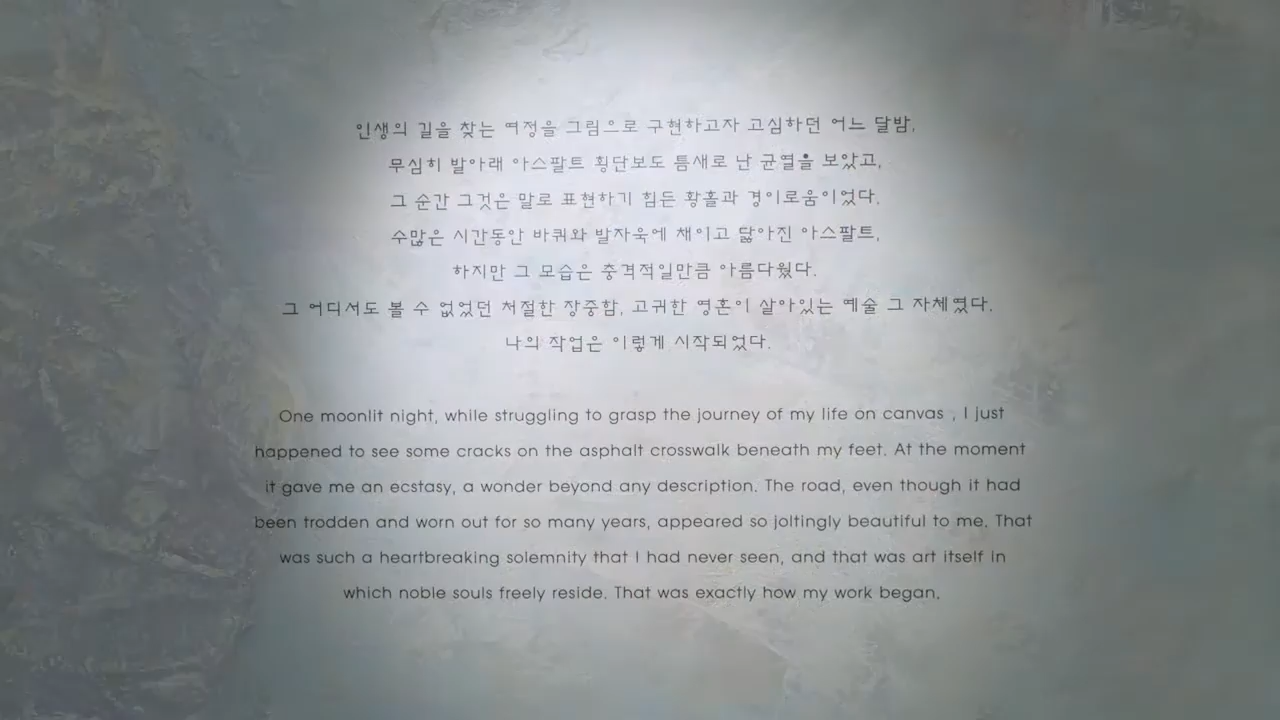 인생의 길을 찾는 여정을 그림으로 구현하고자 고심하던 어느 달밤,
무심히 발아래 아스팔트 횡단보도 틈새로 난 균열을 보았고,
그 순간 그것은 말로 표현하기 힘든 황홀과 경이로움이었다.
수많은 시간동안 바퀴와 발자욱에 채이고 닳아진 아스팔트,
하지만 그 모습은 충격적일만큼 아름다웠다.
그 어디서도 볼 수 없었던 처절한 장중함, 고귀한 영혼이 살아있는 예술 그 자체였다.
나의 작업은 이렇게 시작되었다.
One moonlit night, while struggling to grasp the journey of my life on canvas , I just
happened to see some cracks on the asphalt crosswalk beneath my feet. At the moment
it gave me an ecstasy, a wonder beyond any description. The road, even though it had
been trodden and worn out for so many years, appeared so joltingly beautiful to me. That
was such a heartbreaking solemnity that I had never seen, and that was art itself in
which noble souls freely reside. That was exactly how my work began.